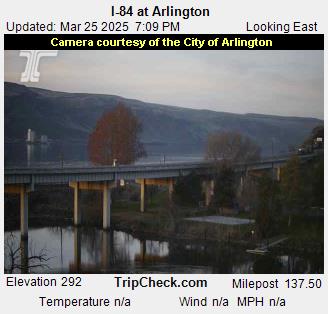 I-84 at Arlington
Updated: Mar 25 2025 7:09 PM Looking East
Camera courtesy of the City of Arlington
Elevation 292 TripCheck.com Milepost 137.50
Temperature n/a Wind n/a MPH n/a